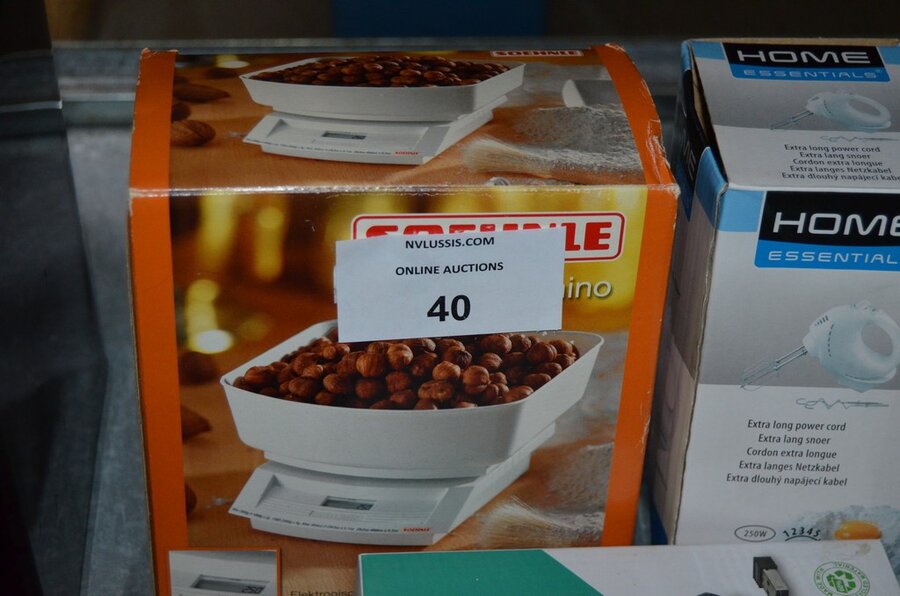 SOEHNLE
SOEHNLE
NVLUSSIS.COM
ONLINE AUCTIONS
40
HOME
ESSENTIALS
Extra long power cord
Extra lang snoer
Cordon extra longue
Extra langes Netzkabel
Extra dlouhý napájecí kabel
HOME
ESSENTIALS
Extra long power cord
Extra lang snoer
Cordon extra longue
Extra langes Netzkabel
Extra dlouhý napájecí kabel
250W
12345